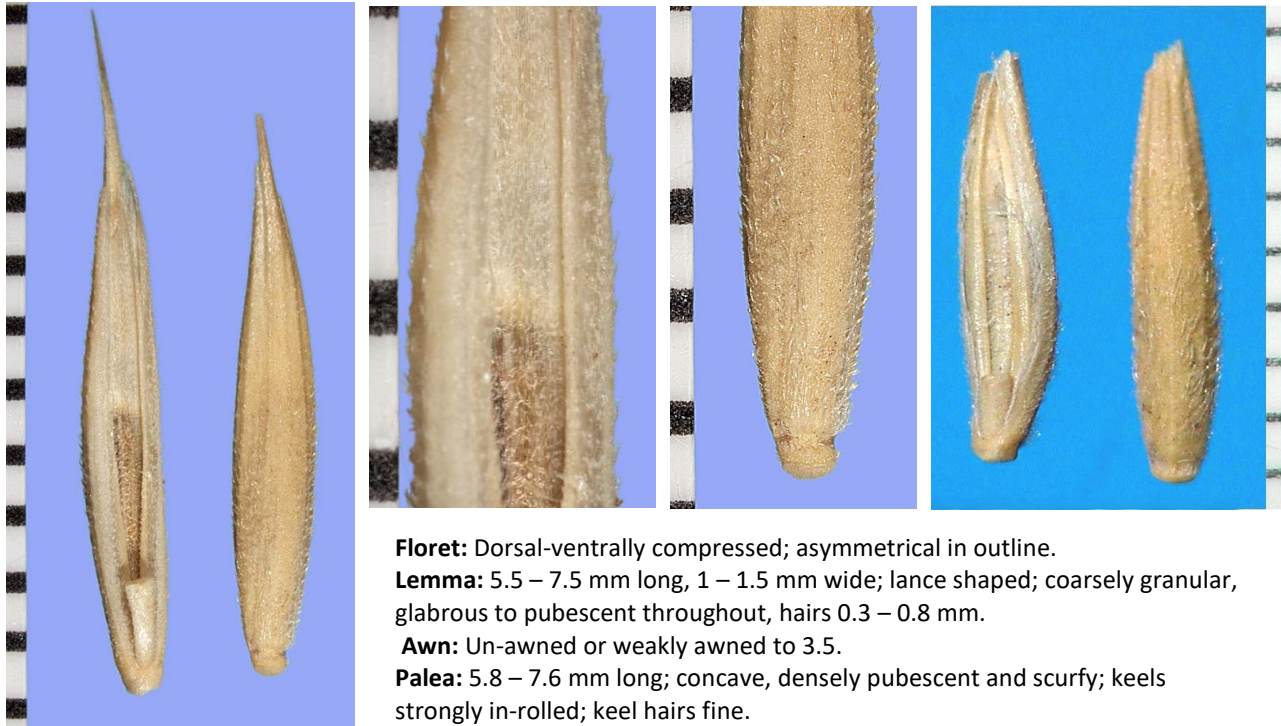 Floret: Dorsal-ventrally compressed; asymmetrical in outline.
Lemma: 5.5 – 7.5 mm long, 1 – 1.5 mm wide; lance shaped; coarsely granular,
glabrous to pubescent throughout, hairs 0.3 – 0.8 mm.
Awn: Un-awned or weakly awned to 3.5.
Palea: 5.8 – 7.6 mm long; concave, densely pubescent and scurfy; keels
strongly in-rolled; keel hairs fine.